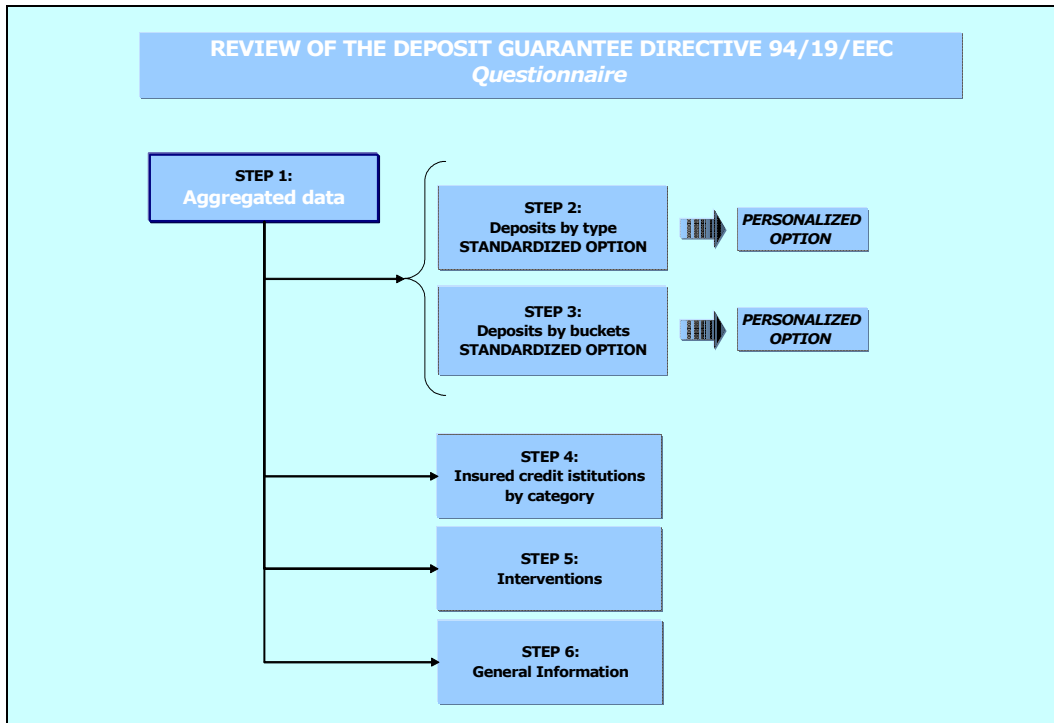 REVIEW OF THE DEPOSIT GUARANTEE DIRECTIVE 94/19/EEC
Questionnaire
STEP 1:
Aggregated data
STEP 2:
Deposits by type
STANDARDIZED OPTION
PERSONALIZED
OPTION
STEP 3:
Deposits by buckets
STANDARDIZED OPTION
PERSONALIZED
OPTION
STEP 4:
Insured credit istitutions
by category
STEP 5:
Interventions
STEP 6:
General Information